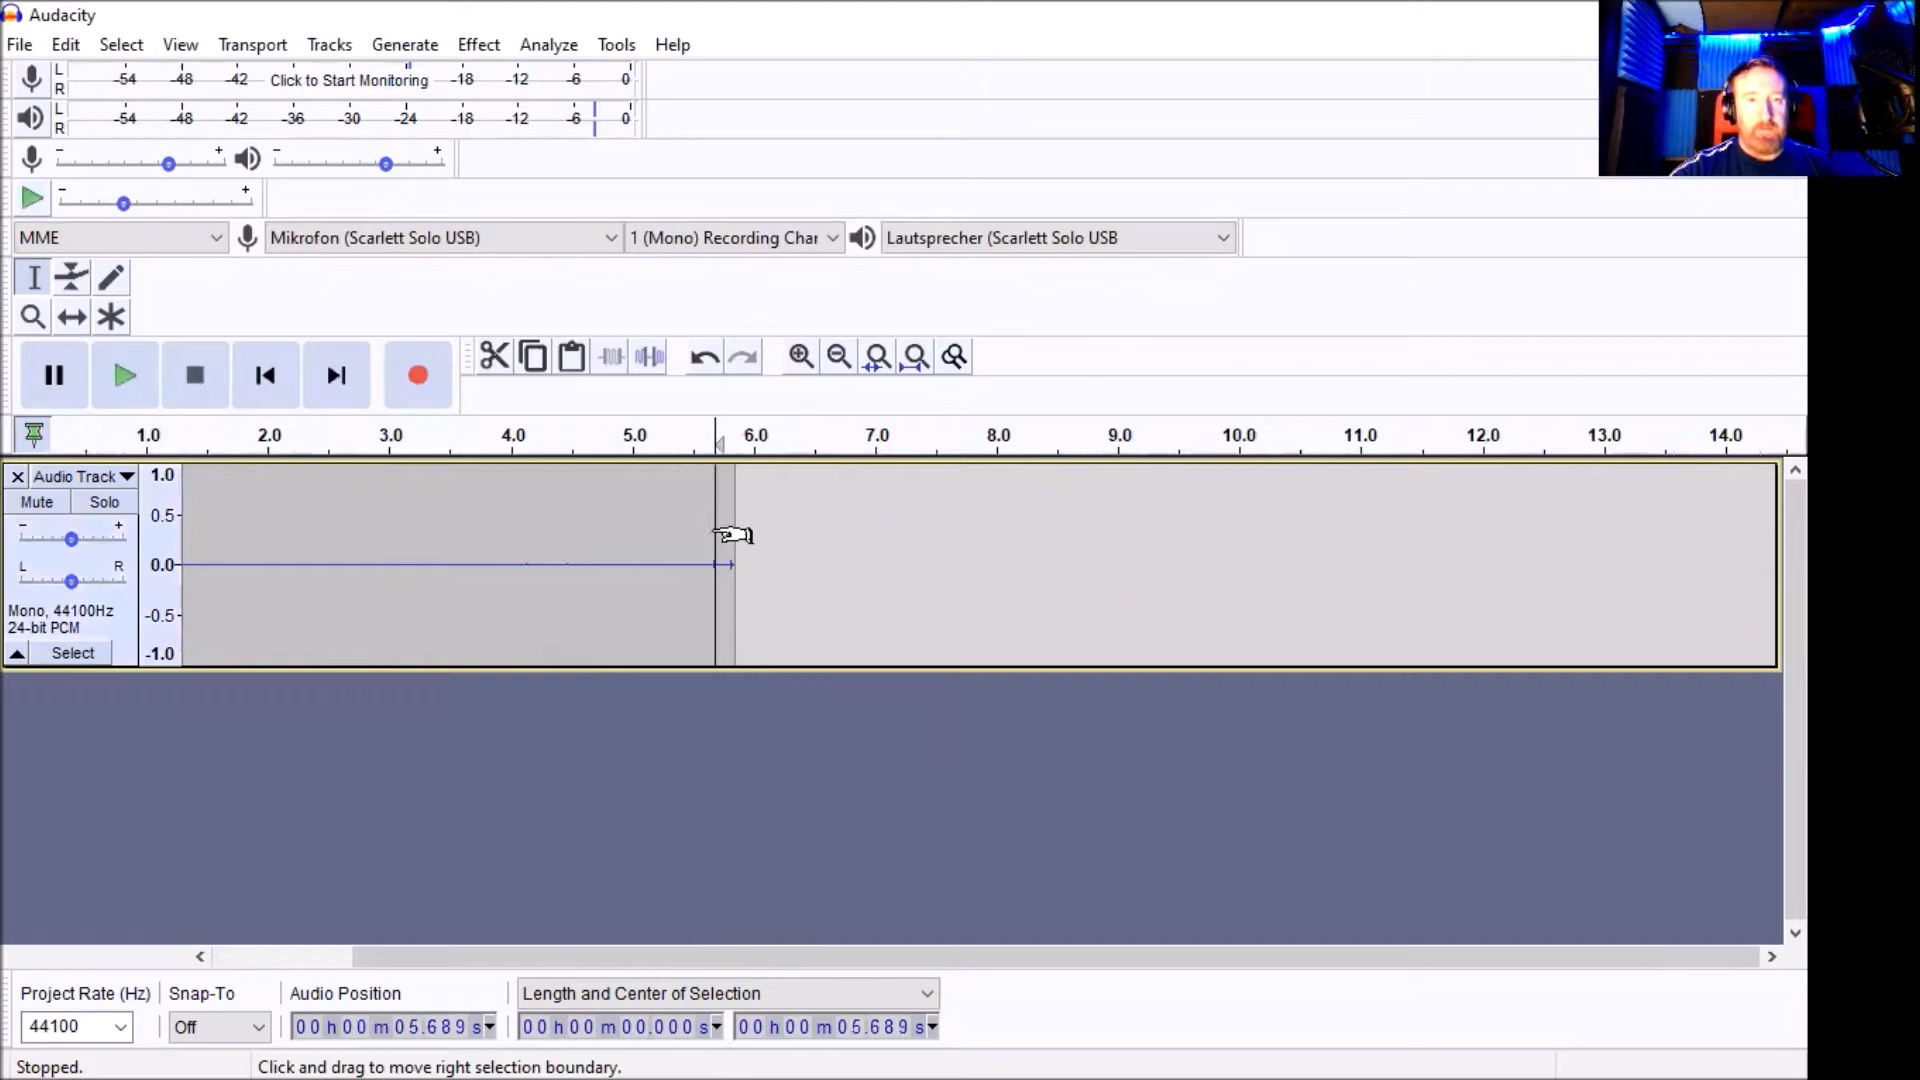 Audacity
File Edit Select View Transport Tracks Generate Effect Analyze Tools Help
L
R
-54 -48 -42 Click to Start Monitoring -18 -12 -6 0
L
R
-54 -48 -42 -36 -30 -24 -18 -12 -6 0
- + - +
- +
MME Mikrofon (Scarlett Solo USB) 1 (Mono) Recording Char Lautsprecher (Scarlett Solo USB
1.0 2.0 3.0 4.0 5.0 6.0 7.0 8.0 9.0 10.0 11.0 12.0 13.0 14.0
Audio Track 1.0
Mute Solo
0.5
- +
L R 0.0
Mono, 44100Hz -0.5
24-bit PCM
Select -1.0
Project Rate (Hz) Snap-To Audio Position Length and Center of Selection
44100 Off 00 h 00 m 05.689 s 00 h 00 m 00.000 s 00 h 00 m 05.689 s
Stopped. Click and drag to move right selection boundary.